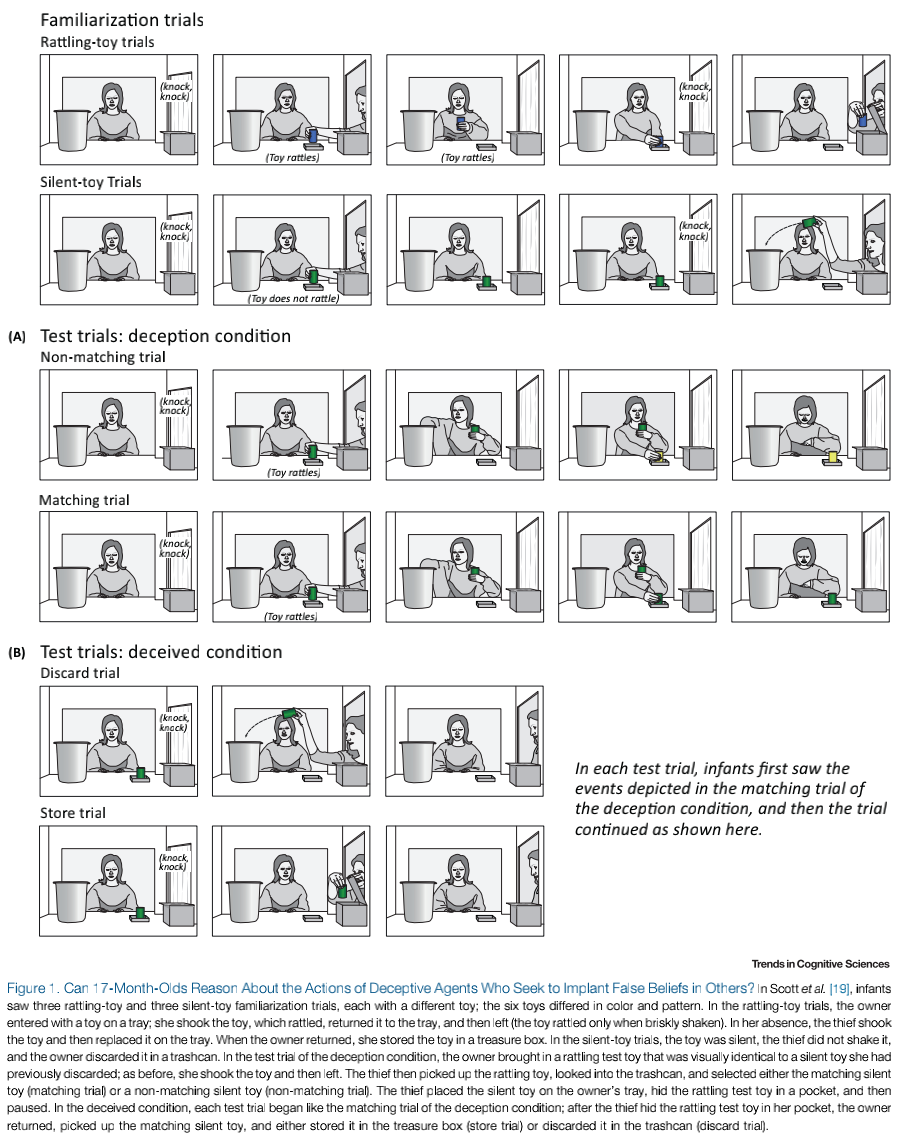 Familiarization trials
Rattling-toy trials
(knock,
knock)
(Toy rattles)
(Toy rattles)
(knock,
knock)
Silent-toy Trials
(knock,
knock)
(Toy does not rattle)
(knock,
knock)
(A) Test trials: deception condition
Non-matching trial
(knock,
knock)
(Toy rattles)
Matching trial
(knock,
knock)
(Toy rattles)
(B) Test trials: deceived condition
Discard trial
(knock,
knock)
In each test trial, infants first saw the
events depicted in the matching trial of
the deception condition, and then the trial
continued as shown here.
Store trial
(knock,
knock)
Trends in Cognitive Sciences
Figure 1. Can 17-Month-Olds Reason About the Actions of Deceptive Agents Who Seek to Implant False Beliefs in Others? In Scott et al. [19], infants
saw three rattling-toy and three silent-toy familiarization trials, each with a different toy; the six toys differed in color and pattern. In the rattling-toy trials, the owner
entered with a toy on a tray; she shook the toy, which rattled, returned it to the tray, and then left (the toy rattled only when briskly shaken). In her absence, the thief shook
the toy and then replaced it on the tray. When the owner returned, she stored the toy in a treasure box. In the silent-toy trials, the toy was silent, the thief did not shake it,
and the owner discarded it in a trashcan. In the test trial of the deception condition, the owner brought in a rattling test toy that was visually identical to a silent toy she had
previously discarded; as before, she shook the toy and then left. The thief then picked up the rattling toy, looked into the trashcan, and selected either the matching silent
toy (matching trial) or a non-matching silent toy (non-matching trial). The thief placed the silent toy on the owner's tray, hid the rattling test toy in a pocket, and then
paused. In the deceived condition, each test trial began like the matching trial of the deception condition; after the thief hid the rattling test toy in her pocket, the owner
returned, picked up the matching silent toy, and either stored it in the treasure box (store trial) or discarded it in the trashcan (discard trial).